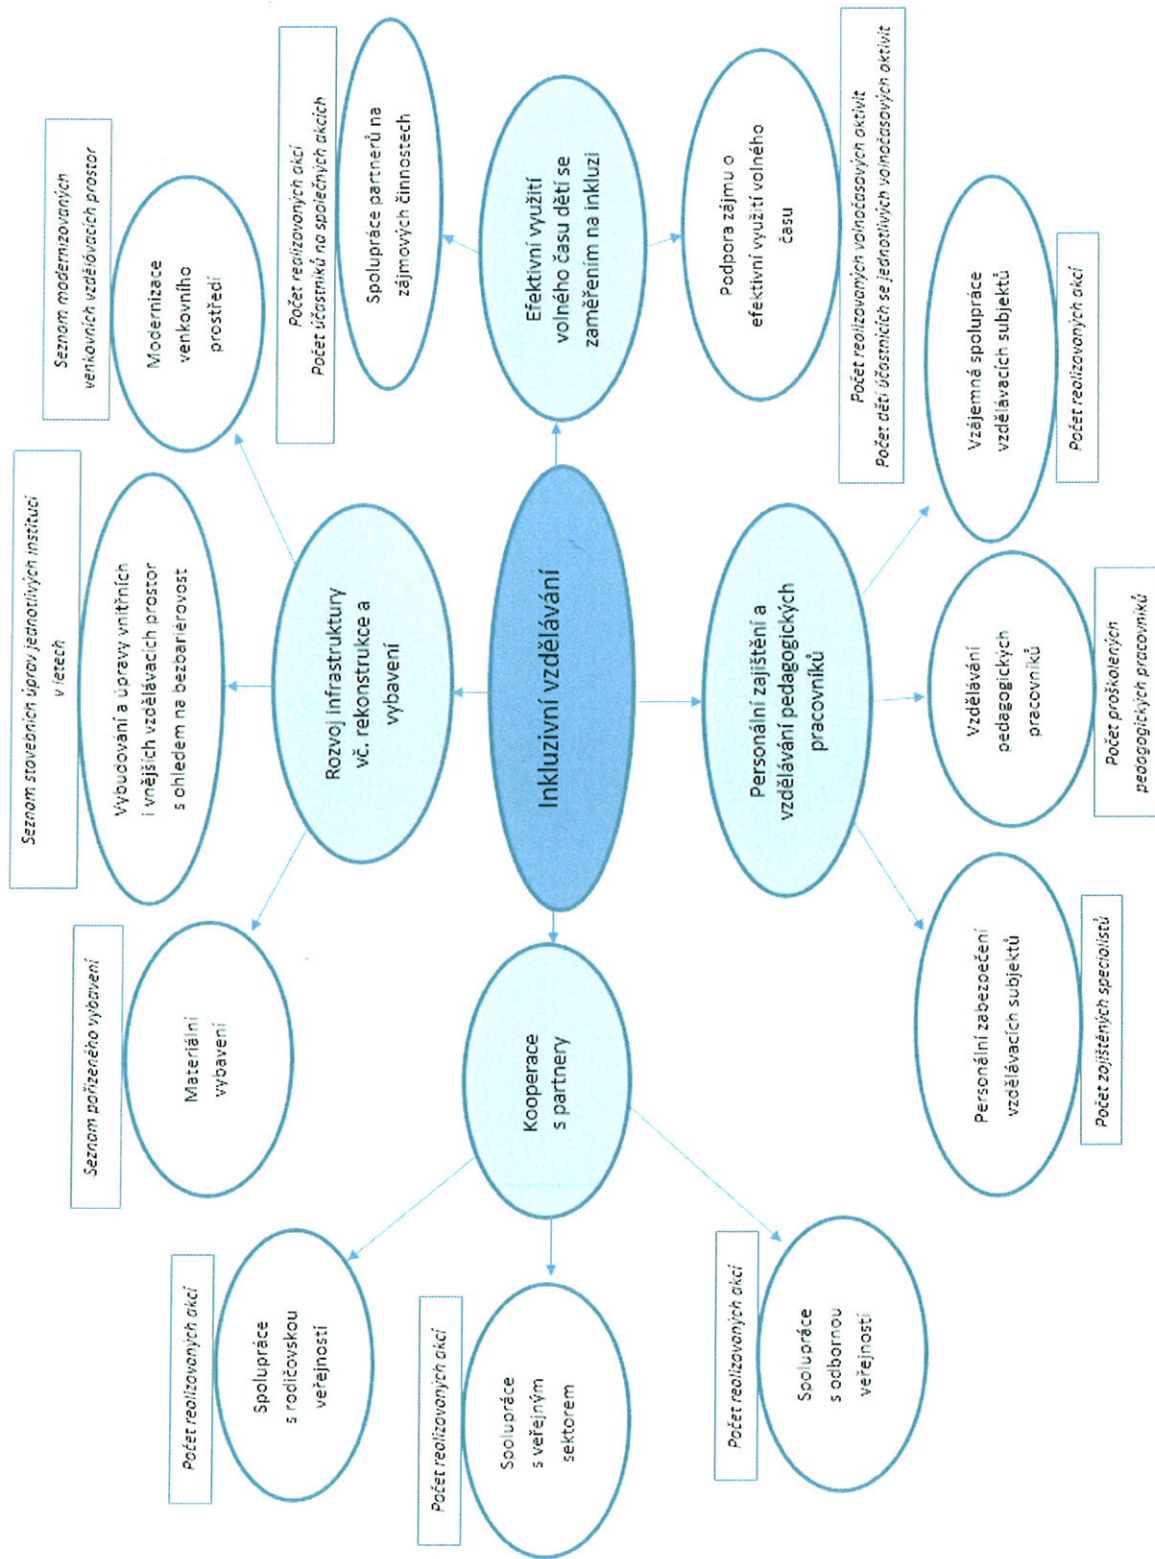 Seznam stavebních úprav jednotlivých institucí
v letech
Seznam modernizovaných
venkovních vzdělávacích prostor
Seznam pořízeného vybavení
Vybudování a úpravy vnitřních
i vnějších vzdělávacích prostor
s ohledem na bezbariérovost
Modernizace
venkovního
prostředí
Materiální
vybavení
Počet realizovaných akcí
Spolupráce
s rodičovskou
veřejností
Rozvoj infrastruktury
vč. rekonstrukce a
vybavení
Počet realizovaných akcí
Počet účastníků na společných akcích
Spolupráce partnerů na
zájmových činnostech
Počet realizovaných akcí
Spolupráce
s veřejným
sektorem
Kooperace
s partnery
Inkluzivní vzdělávání
Efektivní využití
volného času dětí se
zaměřením na inkluzi
Počet realizovaných akcí
Spolupráce
s odbornou
veřejností
Personální zajištění a
vzdělávání pedagogických
pracovníků
Podpora zájmu o
efektivní využití volného
času
Počet realizovaných volnočasových aktivit
Počet dětí účastnících se jednotlivých volnočasových aktivit
Personální zabezpečení
vzdělávacích subjektů
Počet zajištěných specialistů
Vzdělávání
pedagogických
pracovníků
Počet proškolených
pedagogických pracovníků
Vzájemná spolupráce
vzdělávacích subjektů
Počet realizovaných akcí